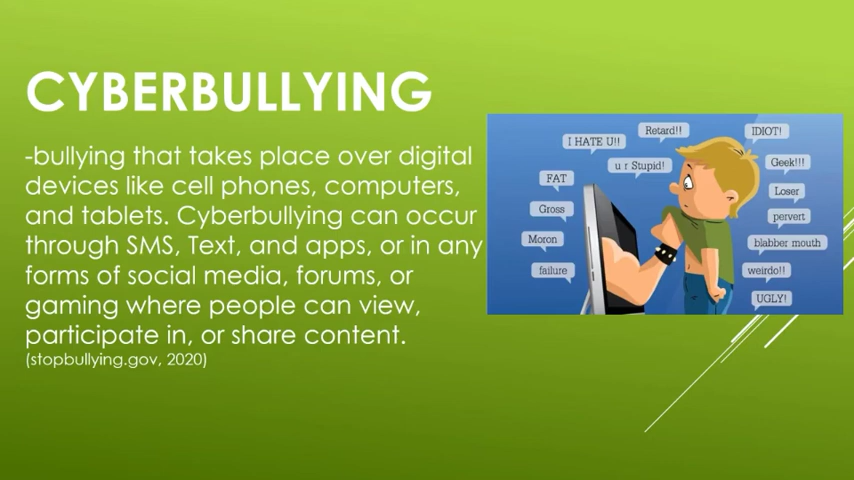 CYBERBULLYING
-bullying that takes place over digital
devices like cell phones, computers,
and tablets. Cyberbullying can occur
through SMS, Text, and apps, or in any
forms of social media, forums, or
gaming where people can view,
participate in, or share content.
(stopbullying.gov, 2020)
Retard!!
IDIOT!
I HATE U!!
u r Stupid!
Geek!!!
FAT
Loser
Gross
pervert
Moron
blabber mouth
failure
weirdo!!
UGLY!